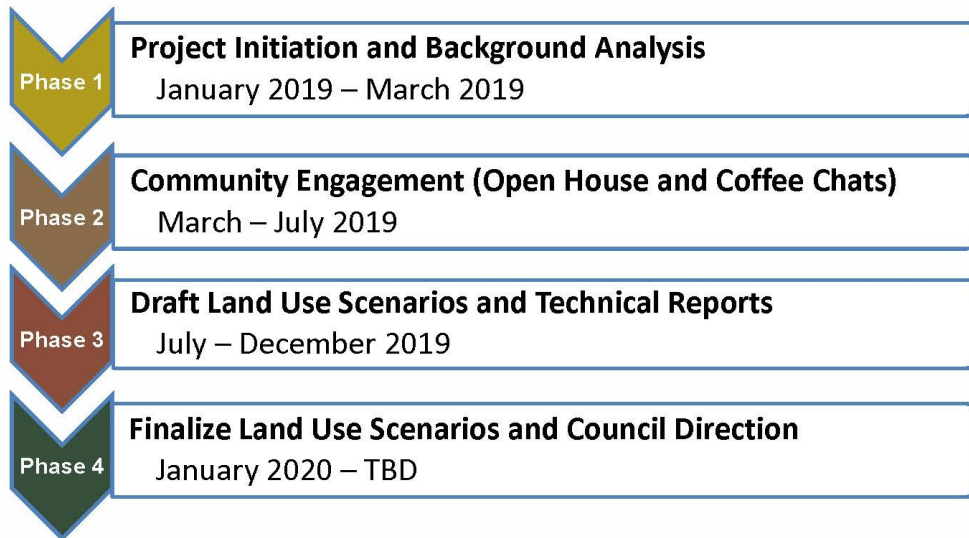 Phase 1
Project Initiation and Background Analysis
January 2019 – March 2019
Phase 2
Community Engagement (Open House and Coffee Chats)
March – July 2019
Phase 3
Draft Land Use Scenarios and Technical Reports
July – December 2019
Phase 4
Finalize Land Use Scenarios and Council Direction
January 2020 – TBD